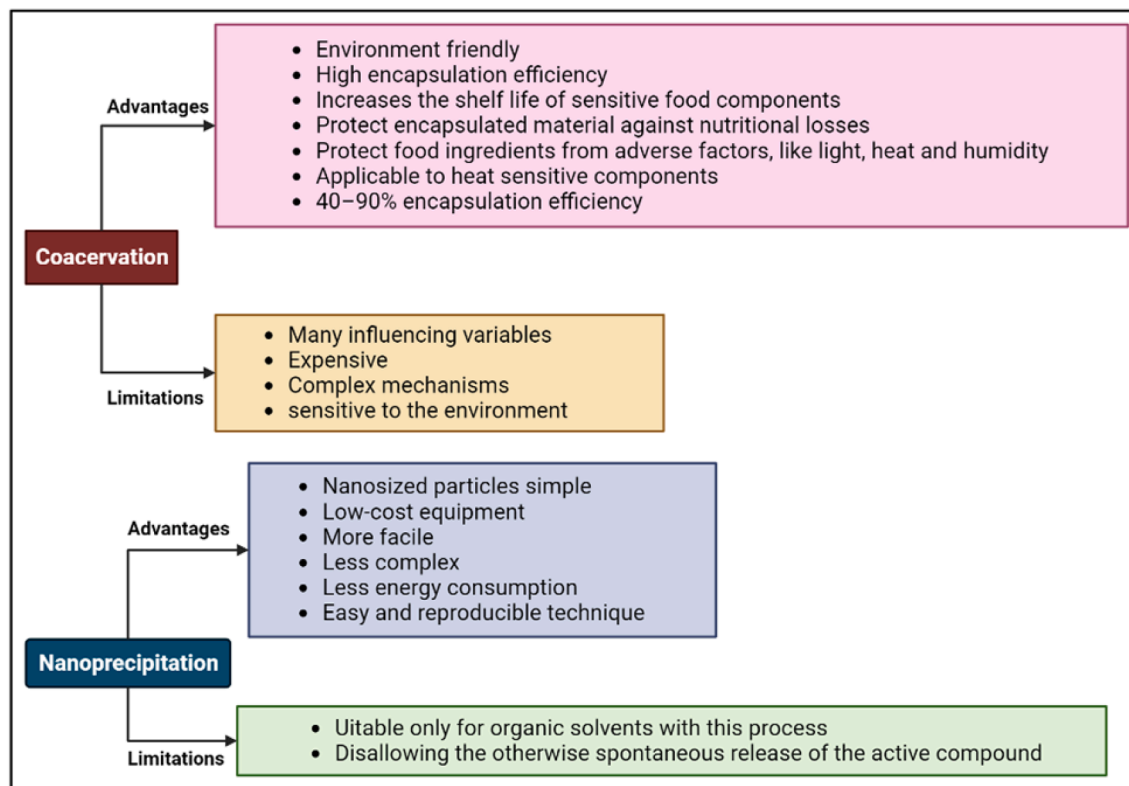 Advantages
• Environment friendly
• High encapsulation efficiency
• Increases the shelf life of sensitive food components
• Protect encapsulated material against nutritional losses
• Protect food ingredients from adverse factors, like light, heat and humidity
• Applicable to heat sensitive components
• 40–90% encapsulation efficiency
Coacervation
Limitations
• Many influencing variables
• Expensive
• Complex mechanisms
• sensitive to the environment
Advantages
• Nanosized particles simple
• Low-cost equipment
• More facile
• Less complex
• Less energy consumption
• Easy and reproducible technique
Nanoprecipitation
Limitations
• Uitable only for organic solvents with this process
• Disallowing the otherwise spontaneous release of the active compound